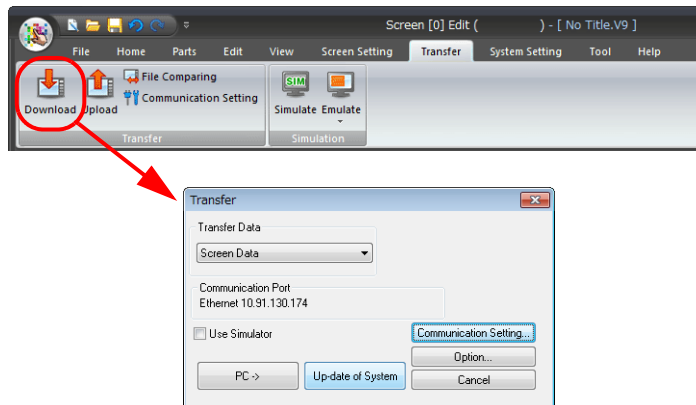 Screen [0] Edit ( ) - [ No Title.V9 ]
File Home Parts Edit View Screen Setting Transfer System Setting Tool Help
File Comparing
Communication Setting
SIM
Download Upload Simulate Emulate
Transfer Simulation
Transfer
Transfer Data
Screen Data
Communication Port
Ethernet 10.91.130.174
Use Simulator Communication Setting...
Option...
PC -> Up-date of System Cancel